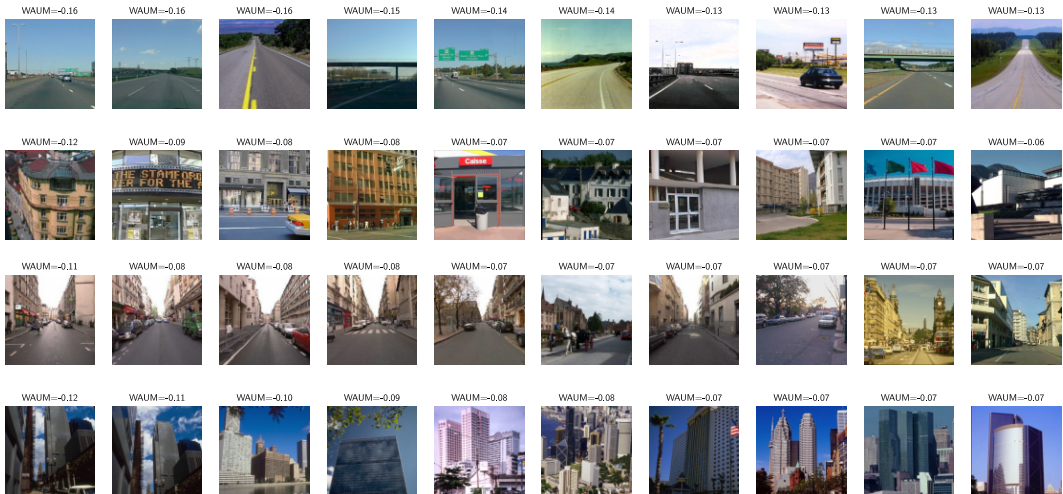 WAUM=-0.16 WAUM=-0.16 WAUM=-0.16 WAUM=-0.15 WAUM=-0.14 WAUM=-0.14 WAUM=-0.13 WAUM=-0.13 WAUM=-0.13 WAUM=-0.13
WAUM=-0.12 WAUM=-0.09 WAUM=-0.08 WAUM=-0.08 WAUM=-0.07 WAUM=-0.07 WAUM=-0.07 WAUM=-0.07 WAUM=-0.07 WAUM=-0.06
Caisse
THE STAMFORD
TER FOR THE
WAUM=-0.11 WAUM=-0.08 WAUM=-0.08 WAUM=-0.08 WAUM=-0.07 WAUM=-0.07 WAUM=-0.07 WAUM=-0.07 WAUM=-0.07 WAUM=-0.07
WAUM=-0.12 WAUM=-0.11 WAUM=-0.10 WAUM=-0.09 WAUM=-0.08 WAUM=-0.08 WAUM=-0.07 WAUM=-0.07 WAUM=-0.07 WAUM=-0.07